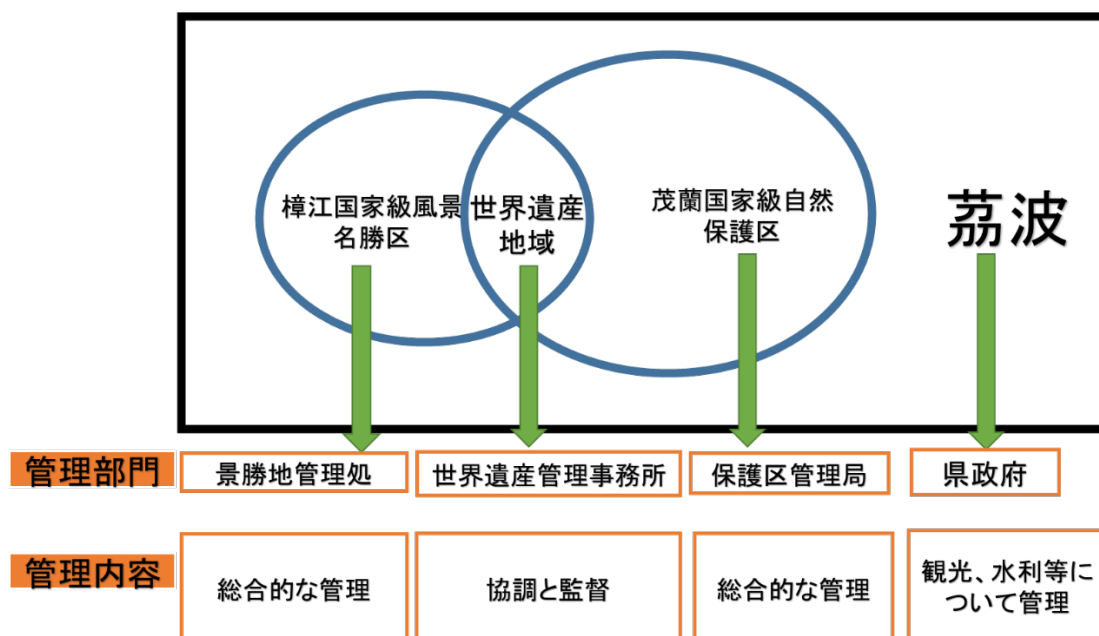 樟江国家級風景
名勝区
世界遺産
地域
茂蘭国家級自然
保護区
茘波
管理部門
景勝地管理処
世界遺産管理事務所
保護区管理局
県政府
管理内容
総合的な管理
協調と監督
総合的な管理
観光、水利等に
ついて管理